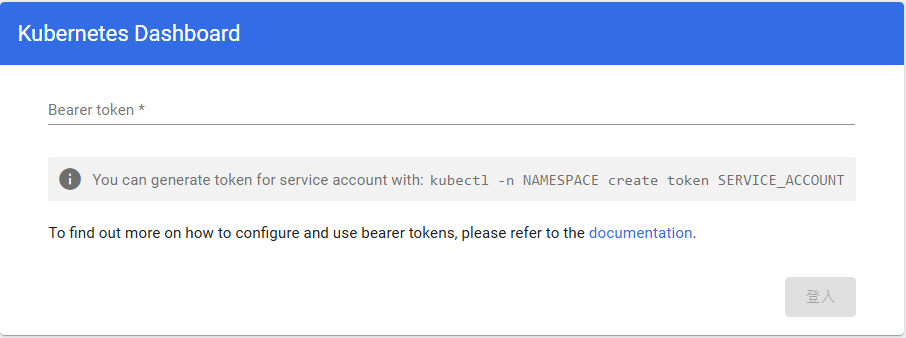 Kubernetes Dashboard
Bearer token *
You can generate token for service account with: kubectl -n NAMESPACE create token SERVICE_ACCOUNT
To find out more on how to configure and use bearer tokens, please refer to the documentation.
登入